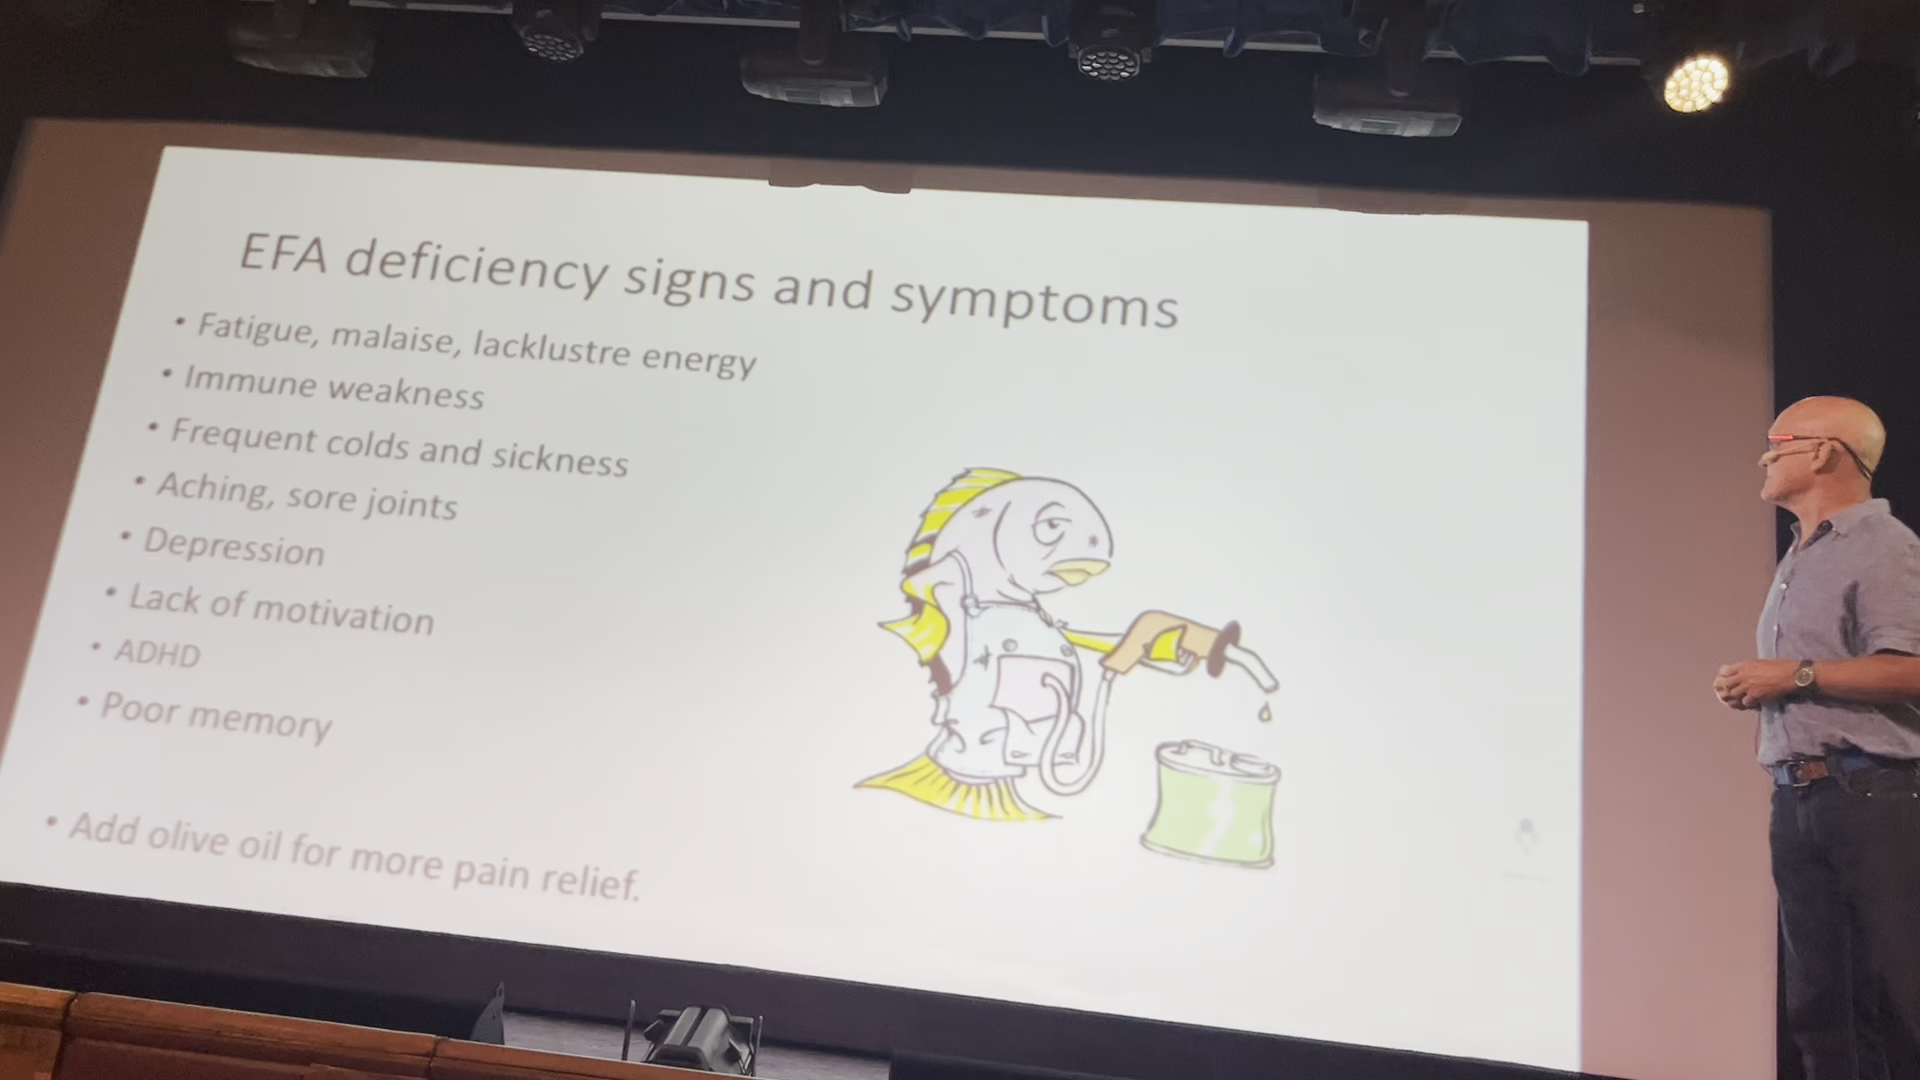 EFA deficiency signs and symptoms
• Fatigue, malaise, lacklustre energy
• Immune weakness
• Frequent colds and sickness
• Aching, sore joints
• Depression
• Lack of motivation
• ADHD
• Poor memory
• Add olive oil for more pain relief.